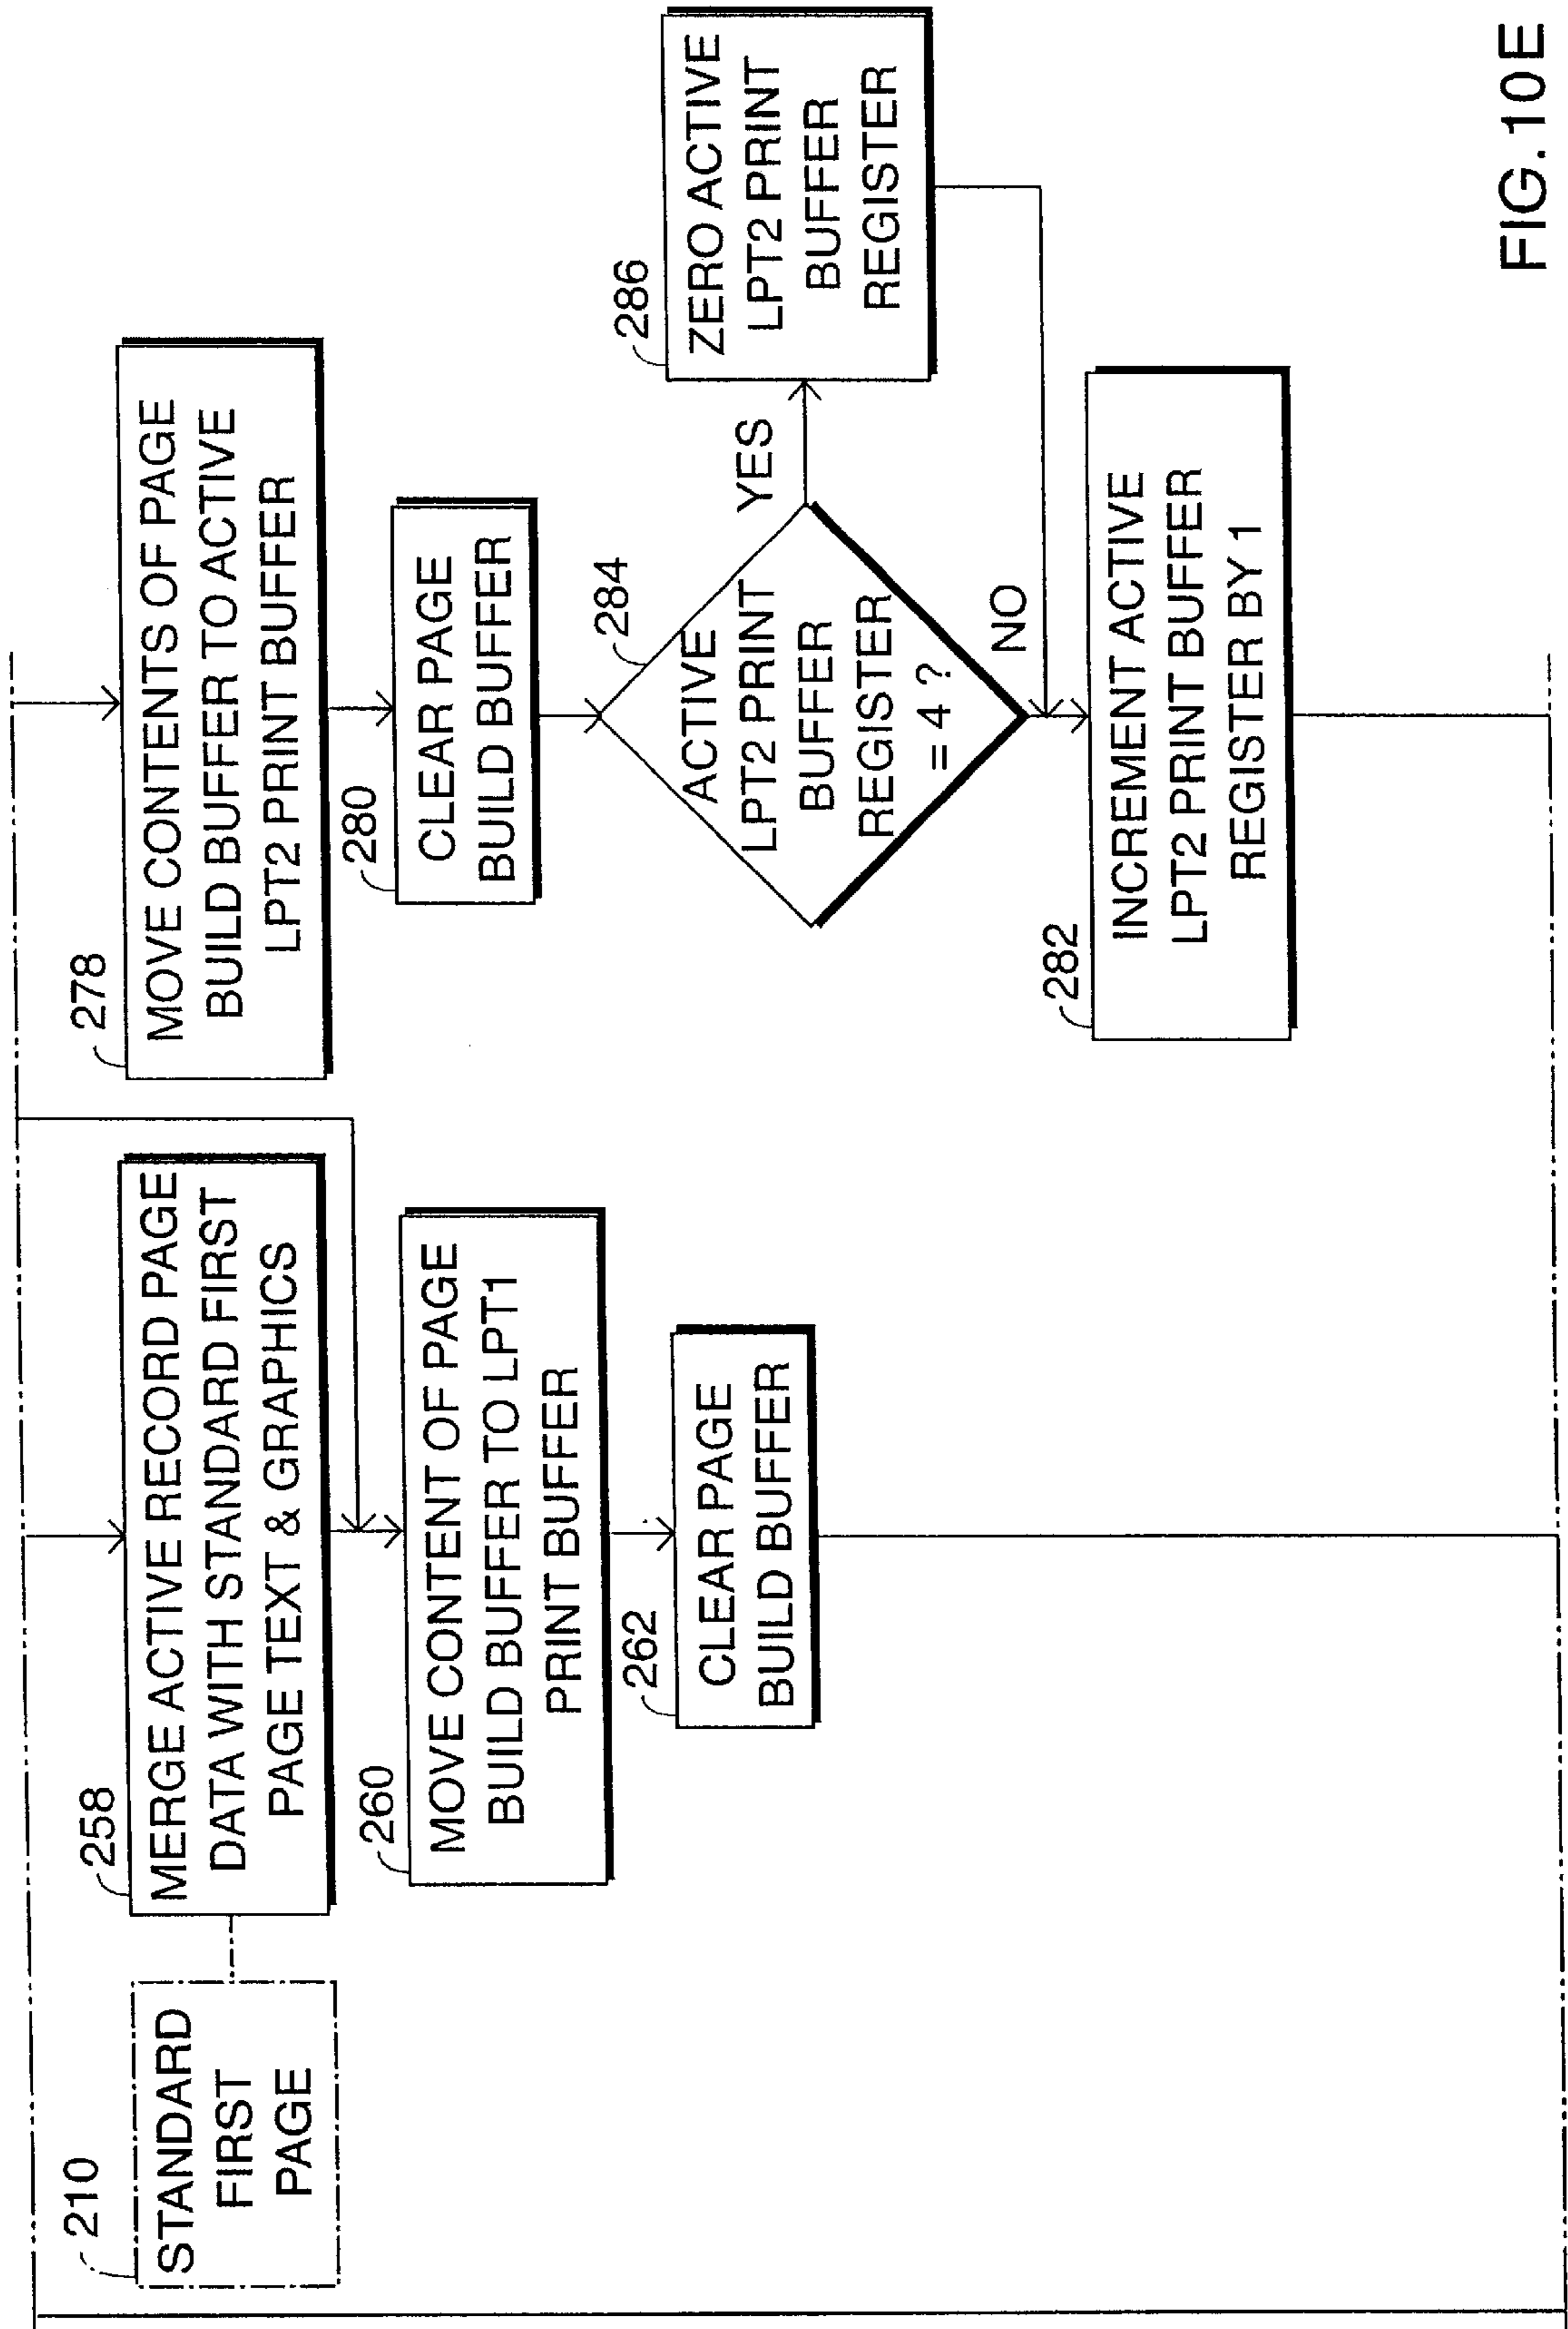 210
STANDARD
FIRST
PAGE
258
MERGE ACTIVE RECORD PAGE
DATA WITH STANDARD FIRST
PAGE TEXT & GRAPHICS
260
MOVE CONTENT OF PAGE
BUILD BUFFER TO LPT1
PRINT BUFFER
262
CLEAR PAGE
BUILD BUFFER
278
MOVE CONTENTS OF PAGE
BUILD BUFFER TO ACTIVE
LPT2 PRINT BUFFER
280
CLEAR PAGE
BUILD BUFFER
284
ACTIVE
LPT2 PRINT
BUFFER
REGISTER
= 4 ?
YES
NO
286
ZERO ACTIVE
LPT2 PRINT
BUFFER
REGISTER
282
INCREMENT ACTIVE
LPT2 PRINT BUFFER
REGISTER BY 1
FIG.10E